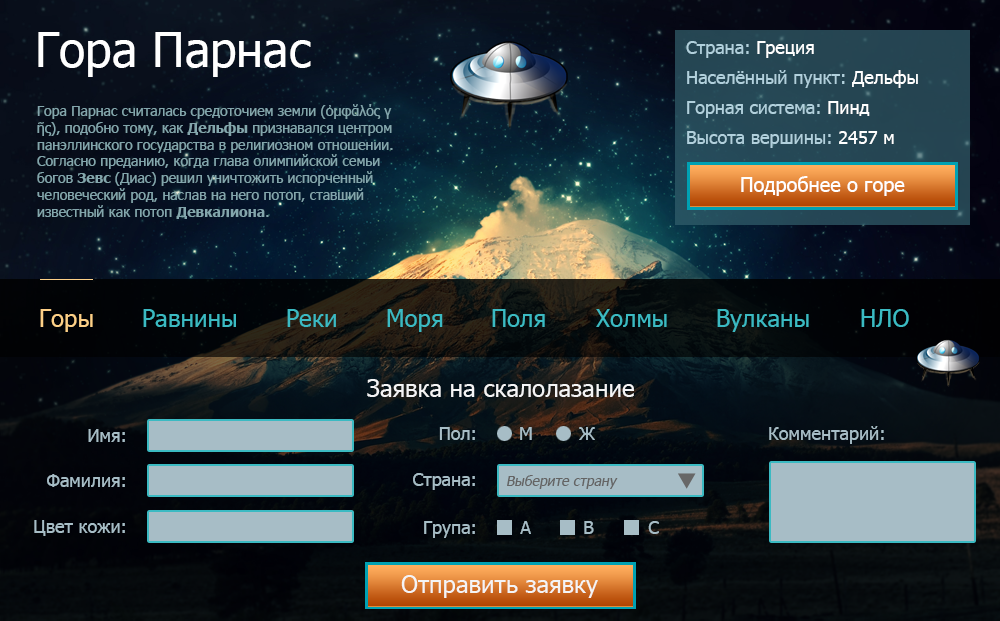 Гора Парнас
Гора Парнас считалась средоточием земли (ὀμφᾰλός γ
ῆς), подобно тому, как Дельфы признавался центром
панэллинского государства в религиозном отношении.
Согласно преданию, когда глава олимпийской семьи
богов Зевс (Диас) решил уничтожить испорченный
человеческий род, наслав на него потоп, ставший
известный как потоп Девкалиона.
Страна: Греция
Населённый пункт: Дельфы
Горная система: Пинд
Высота вершины: 2457 м
Подробнее о горе
Горы Равнины Реки Моря Поля Холмы Вулканы НЛО
Заявка на скалолазание
Имя:
Фамилия:
Цвет кожи:
Пол: М Ж
Страна: Выберите страну
Група: A B C
Комментарий:
Отправить заявку